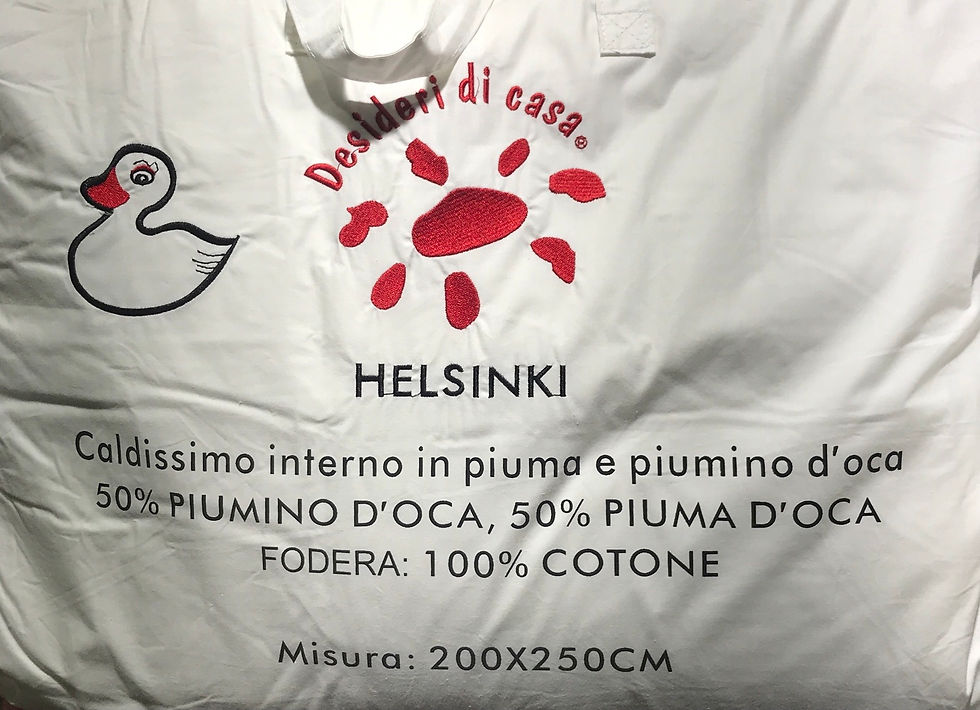 Desideri di casa®
HELSINKI
Caldissimo interno in piuma e piumino d'oca
50% PIUMINO D'OCA, 50% PIUMA D'OCA
FODERA: 100% COTONE
Misura: 200X250CM